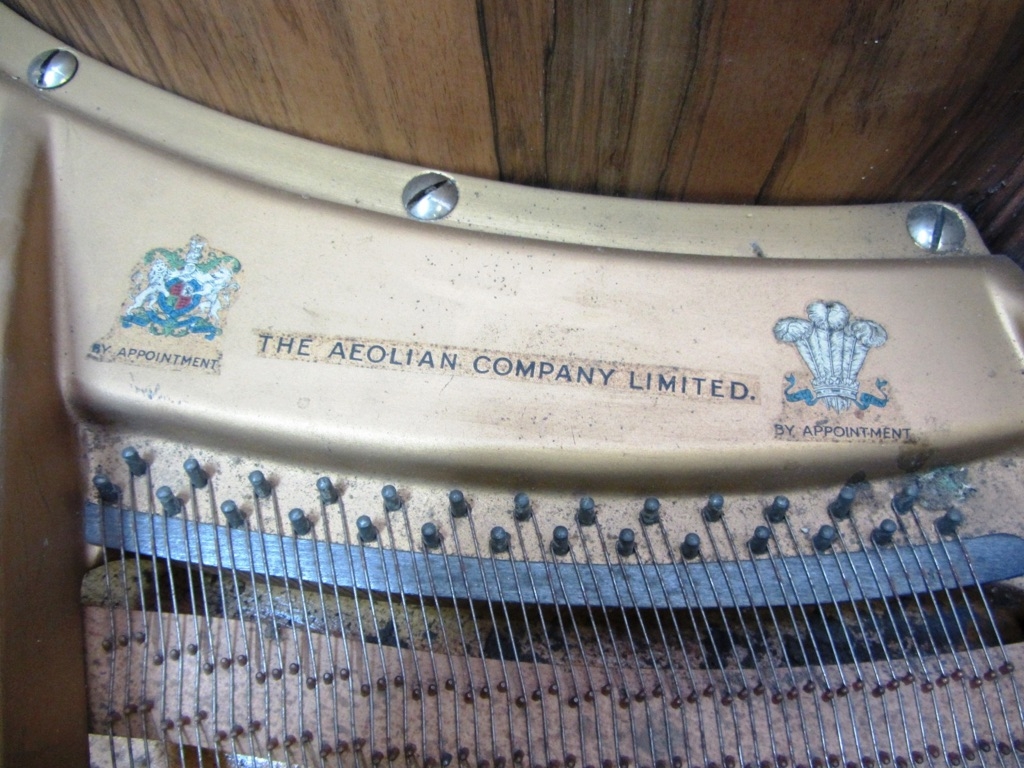 BY APPOINTMENT
THE AEOLIAN COMPANY LIMITED.
BY APPOINTMENT